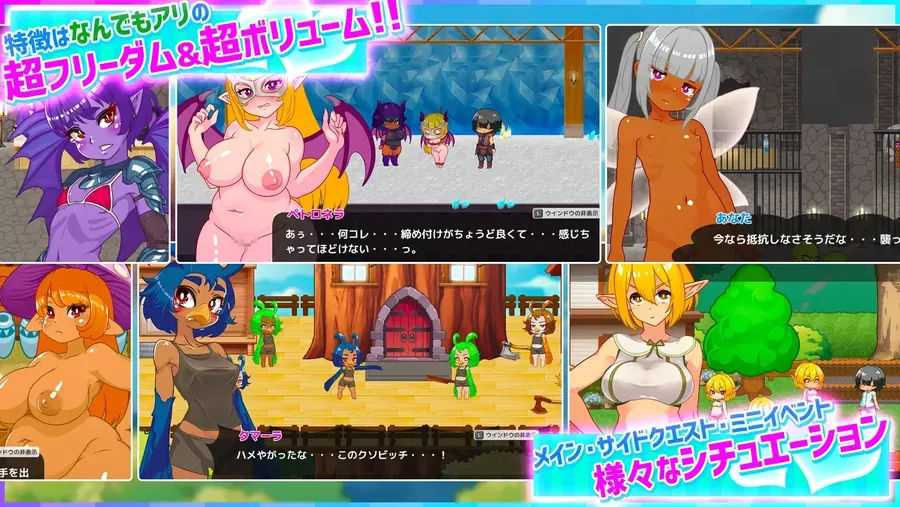 特徴はなんでもアリの
超フリーダム&超ボリューム!!
ペトロネラ
S ウインドウの非表示
あぅ・・・何コレ・・・締め付けがちょうど良くて・・・感じち
ゃってほどけない・・・っ。
あなた
今なら抵抗しなさそうだな・・・襲っ
ンドウの非表示
手を出
タマーラ
S ウインドウの非表示
ハメやがったな・・・このクソビッチ・・・!
メイン・サイドクエスト・ミニイベント
様々なシチュエーション